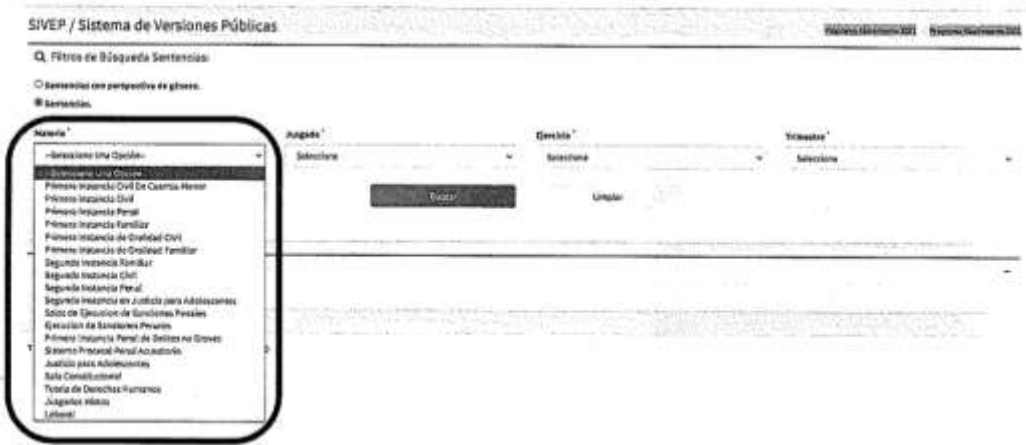 SIVEP / Sistema de Versiones Públicas
Filtros de Búsqueda Sentencias:
Sentencias con perspectiva de género.
Sentencias.
Materia * Juzgado * Ejercicio * Trimestre *
--Seleccione Una Opción-- Seleccione Seleccione Seleccione
--Seleccione Una Opción--
Primera Instancia Civil De Cuantía Menor
Primera Instancia Civil
Buscar Limpiar
Primera Instancia Penal
Primera Instancia Familiar
Primera Instancia de Oralidad Civil
Primera Instancia de Oralidad Familiar
Segunda Instancia Familiar
Segunda Instancia Civil
Segunda Instancia Penal
Segunda Instancia en Justicia para Adolescentes
Salas de Ejecucion de Sanciones Penales
Ejecucion de Sanciones Penales
Primera Instancia Penal de Delitos no Graves
Sistema Procesal Penal Acusatorio
Justicia para Adolescentes
Sala Constitucional
Tutela de Derechos Humanos
Juzgados Mixtos
Laboral